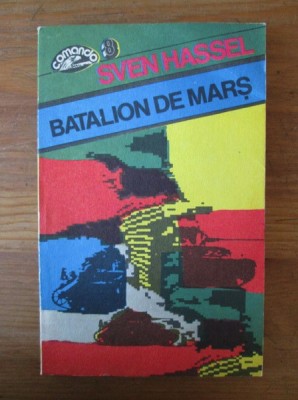 comando
SVEN HASSEL
BATALION DE MARȘ